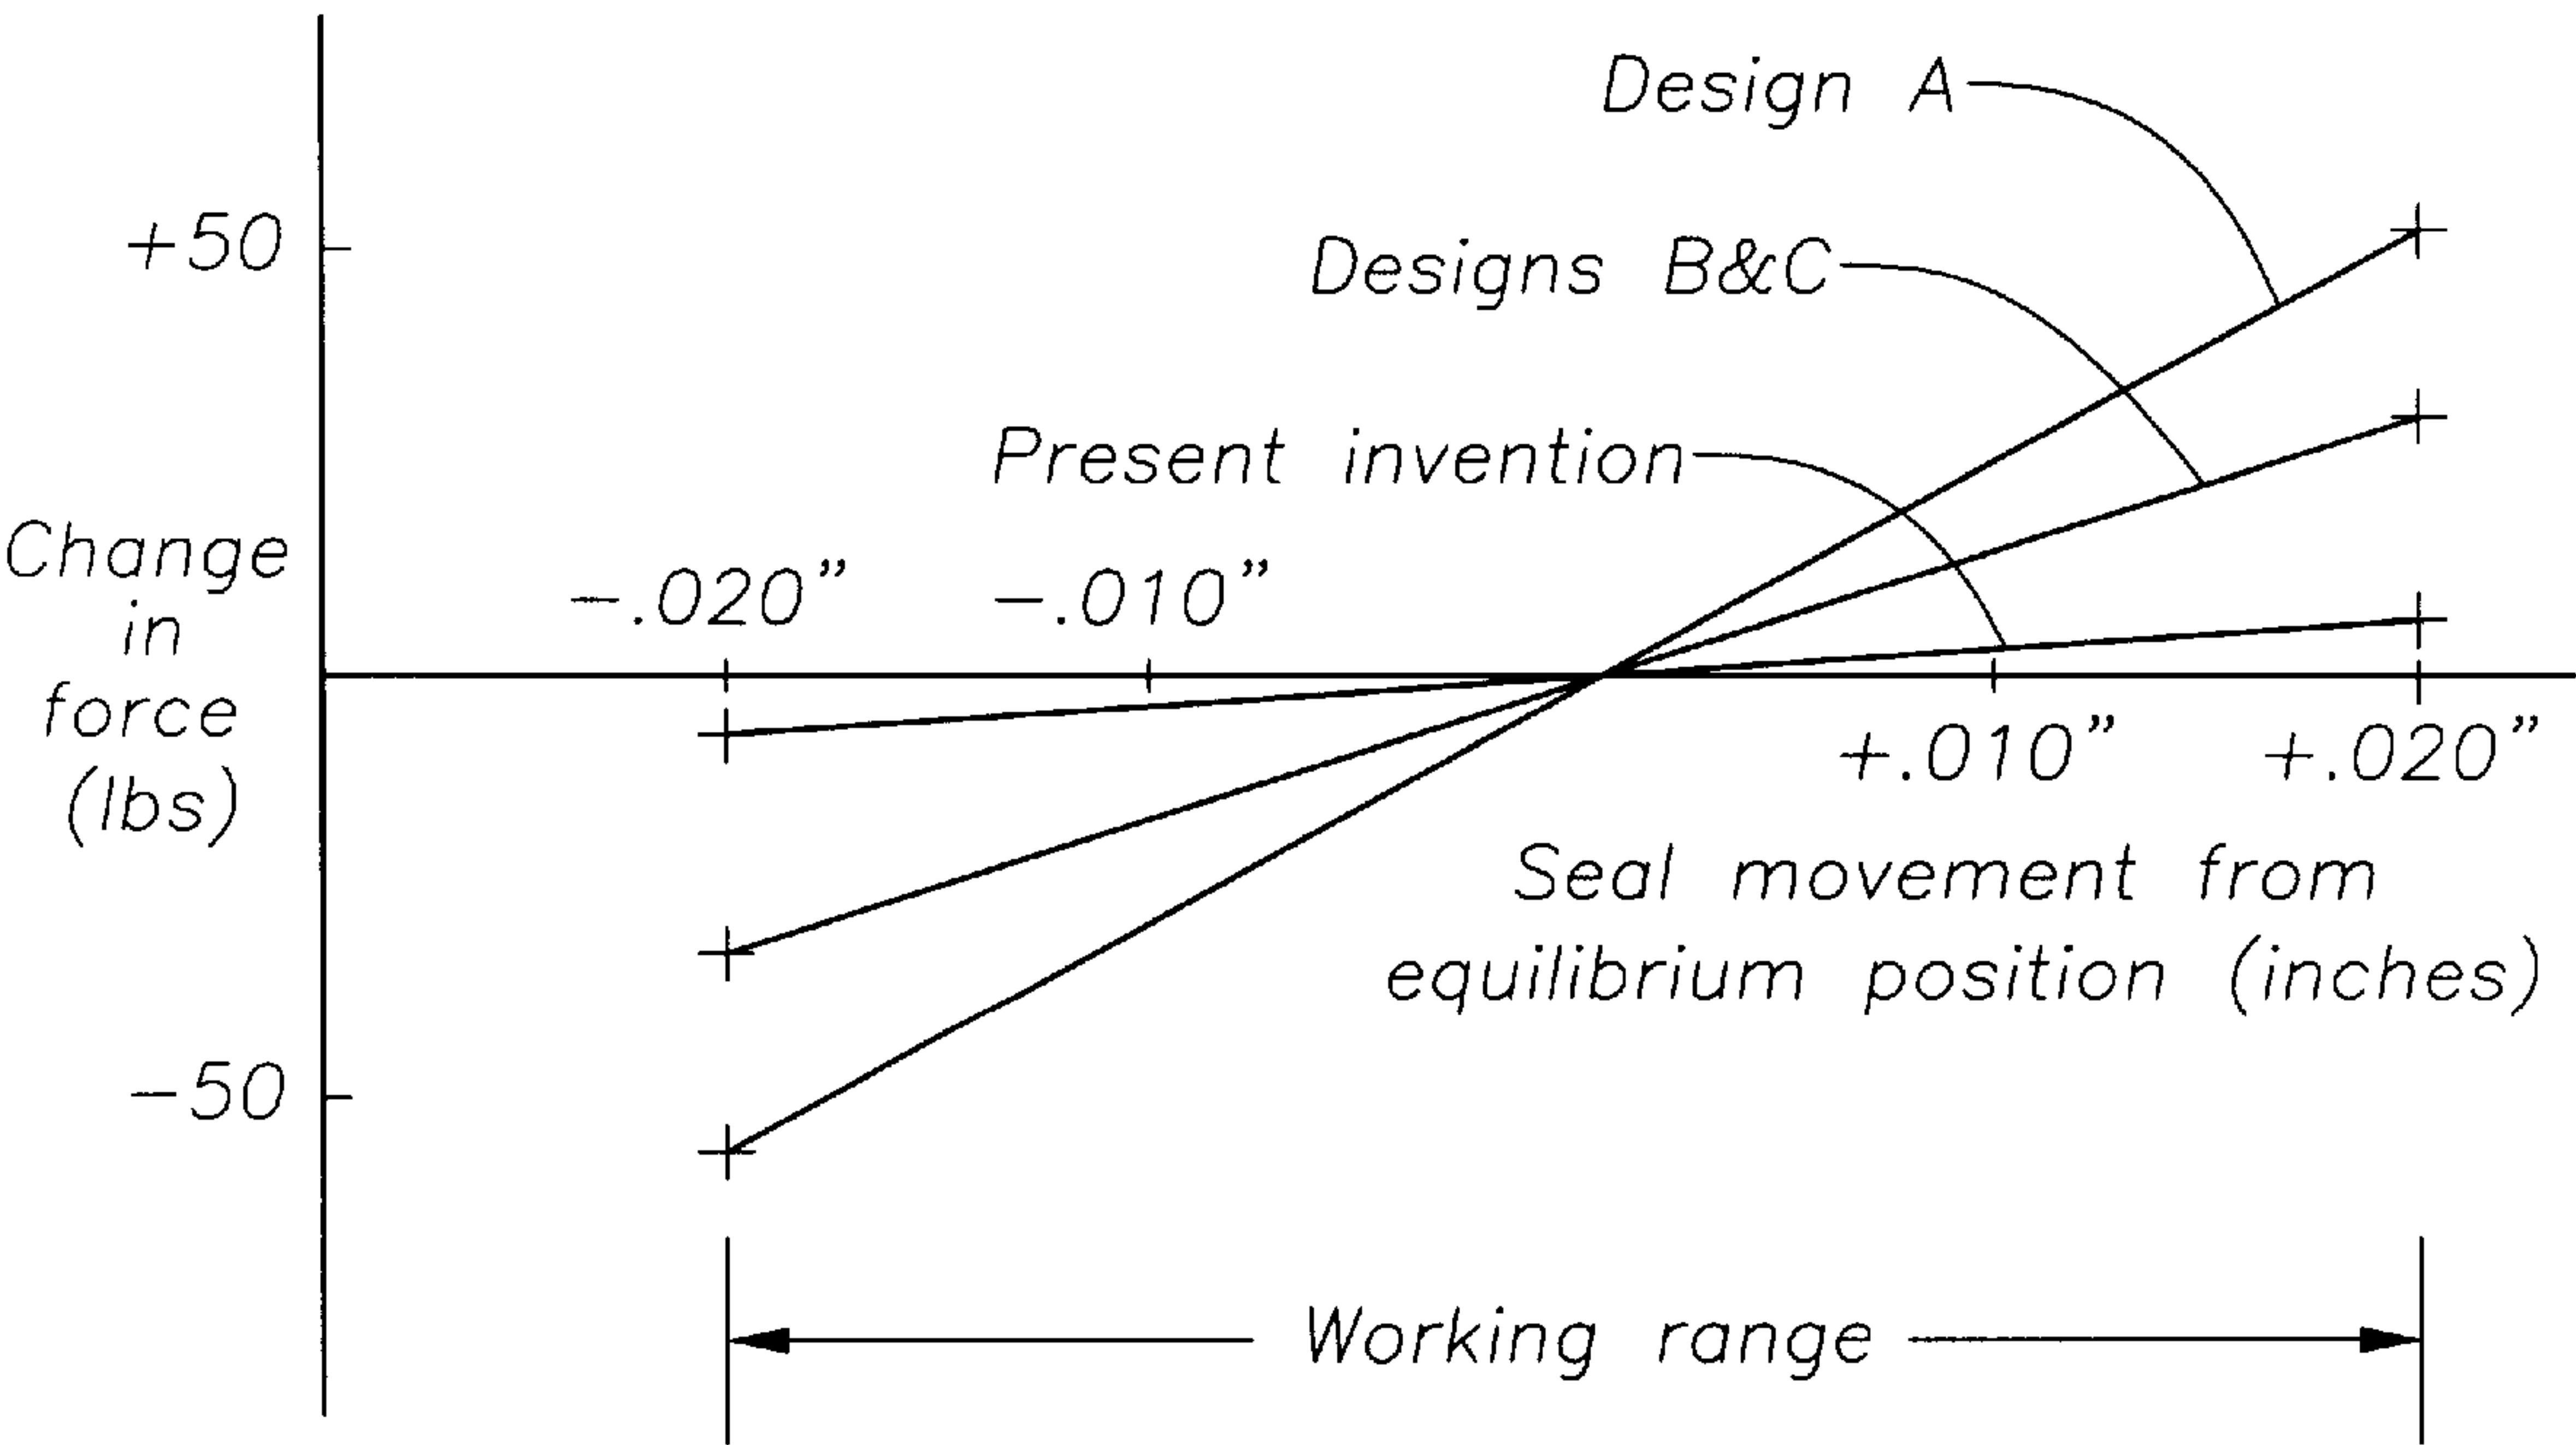 Design A
+50
Designs B&C
Present invention
Change
in
force
(lbs)
-.020”
-.010”
+.010”
+.020”
Seal movement from
equilibrium position (inches)
-50
Working range